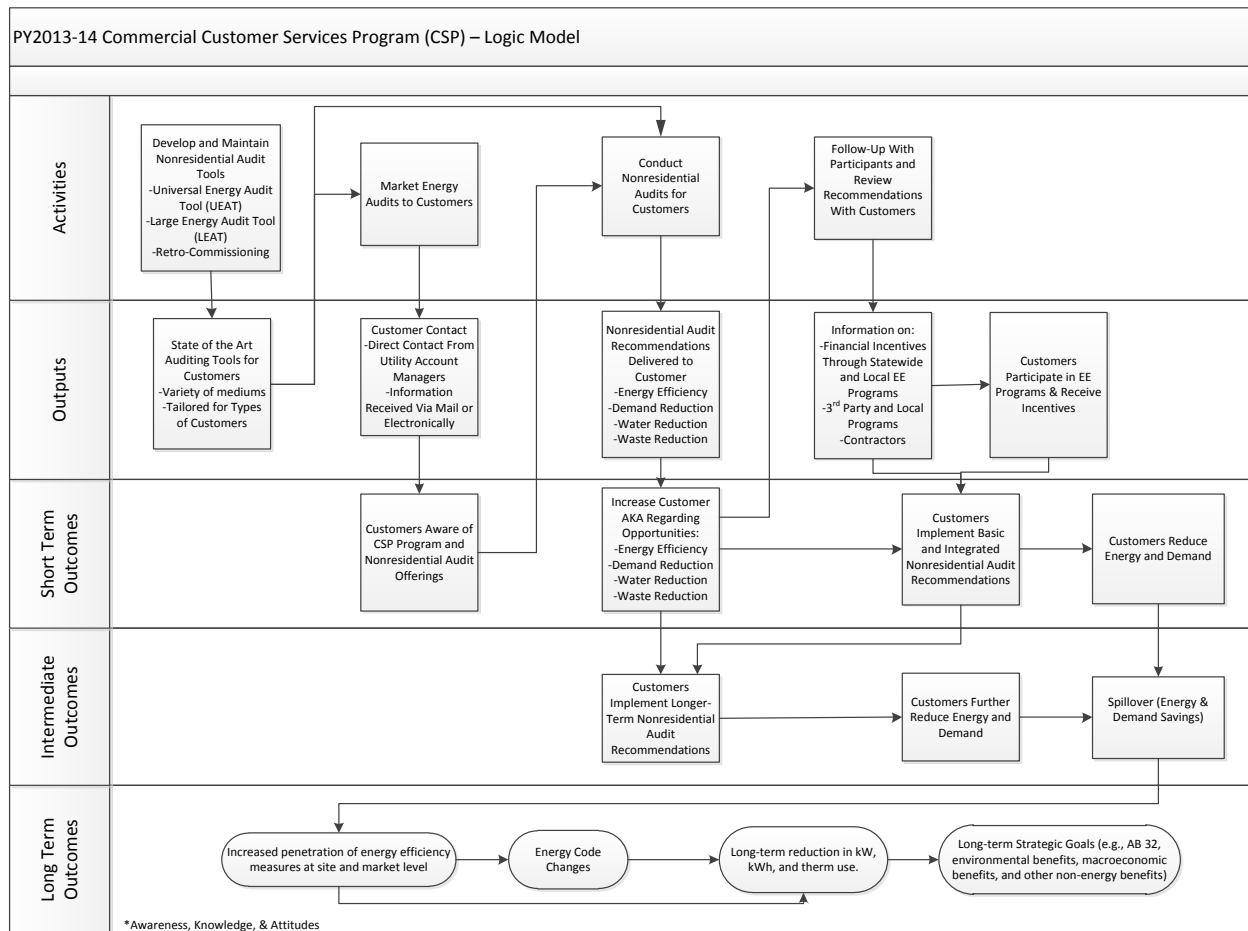 PY2013-14 Commercial Customer Services Program (CSP) – Logic Model
Activities
Develop and Maintain
Nonresidential Audit
Tools
-Universal Energy Audit
Tool (UEAT)
-Large Energy Audit Tool
(LEAT)
-Retro-Commissioning
Market Energy
Audits to Customers
Conduct
Nonresidential
Audits for
Customers
Follow-Up With
Participants and
Review
Recommendations
With Customers
Outputs
State of the Art
Auditing Tools for
Customers
-Variety of mediums
-Tailored for Types
of Customers
Customer Contact
-Direct Contact From
Utility Account
Managers
-Information
Received Via Mail or
Electronically
Nonresidential Audit
Recommendations
Delivered to
Customer
-Energy Efficiency
-Demand Reduction
-Water Reduction
-Waste Reduction
Information on:
-Financial Incentives
Through Statewide
and Local EE
Programs
-3rd Party and Local
Programs
-Contractors
Customers
Participate in EE
Programs & Receive
Incentives
Short Term
Outcomes
Customers Aware of
CSP Program and
Nonresidential Audit
Offerings
Increase Customer
AKA Regarding
Opportunities:
-Energy Efficiency
-Demand Reduction
-Water Reduction
-Waste Reduction
Customers
Implement Basic
and Integrated
Nonresidential Audit
Recommendations
Customers Reduce
Energy and Demand
Intermediate
Outcomes
Customers
Implement Longer-
Term Nonresidential
Audit
Recommendations
Customers Further
Reduce Energy and
Demand
Spillover (Energy &
Demand Savings)
Long Term
Outcomes
Increased penetration of energy efficiency
measures at site and market level
Energy Code
Changes
Long-term reduction in kW,
kWh, and therm use.
Long-term Strategic Goals (e.g., AB 32,
environmental benefits, macroeconomic
benefits, and other non-energy benefits)
*Awareness, Knowledge, & Attitudes